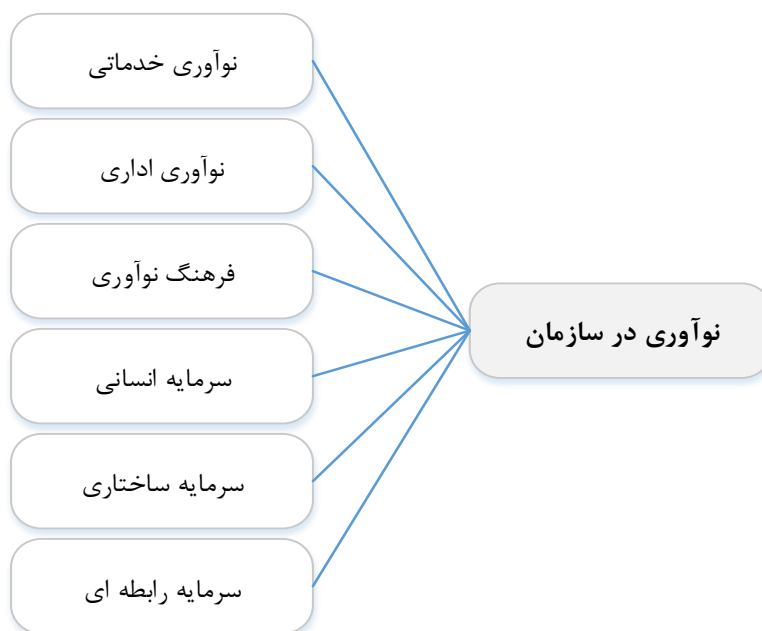 نوآوری در سازمان
نوآوری خدماتی
نوآوری اداری
فرهنگ نوآوری
سرمایه انسانی
سرمایه ساختاری
سرمایه رابطه ای